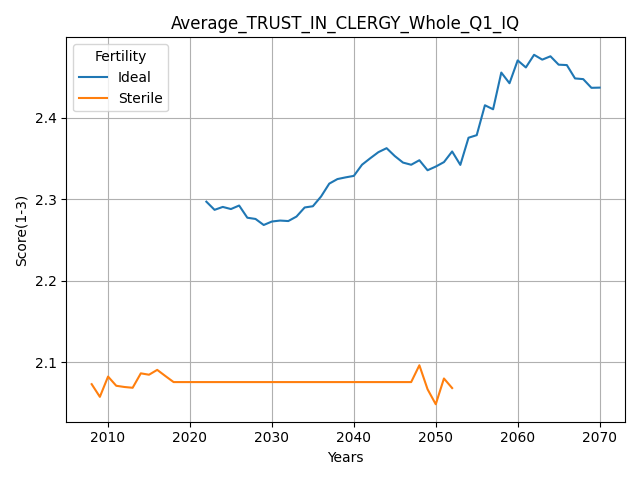 Average_TRUST_IN_CLERGY_Whole_Q1_IQ
Fertility
Ideal
Sterile
Score(1-3)
2.4
2.3
2.2
2.1
2010 2020 2030 2040 2050 2060 2070
Years